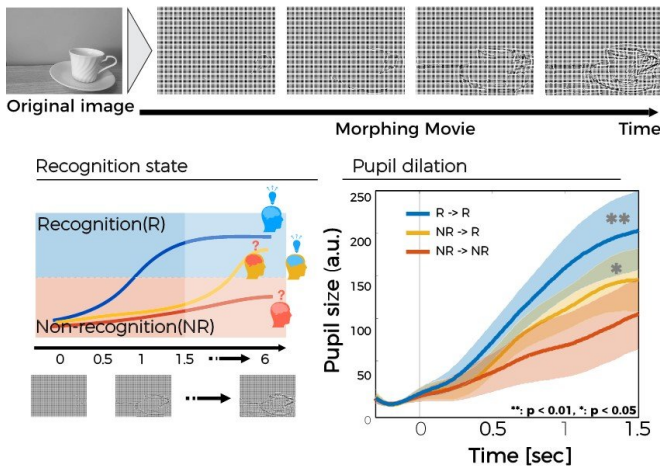 Original image
Morphing Movie
Time
Recognition state
Recognition(R)
?
?
Non-recognition(NR)
0 0.5 1 1.5 6
Pupil dilation
Pupil size (a.u.)
250
200
150
100
50
0
R -> R
NR -> R
NR -> NR
**
*
**: p < 0.01, *: p < 0.05
0 0.5 1.0 1.5
Time [sec]